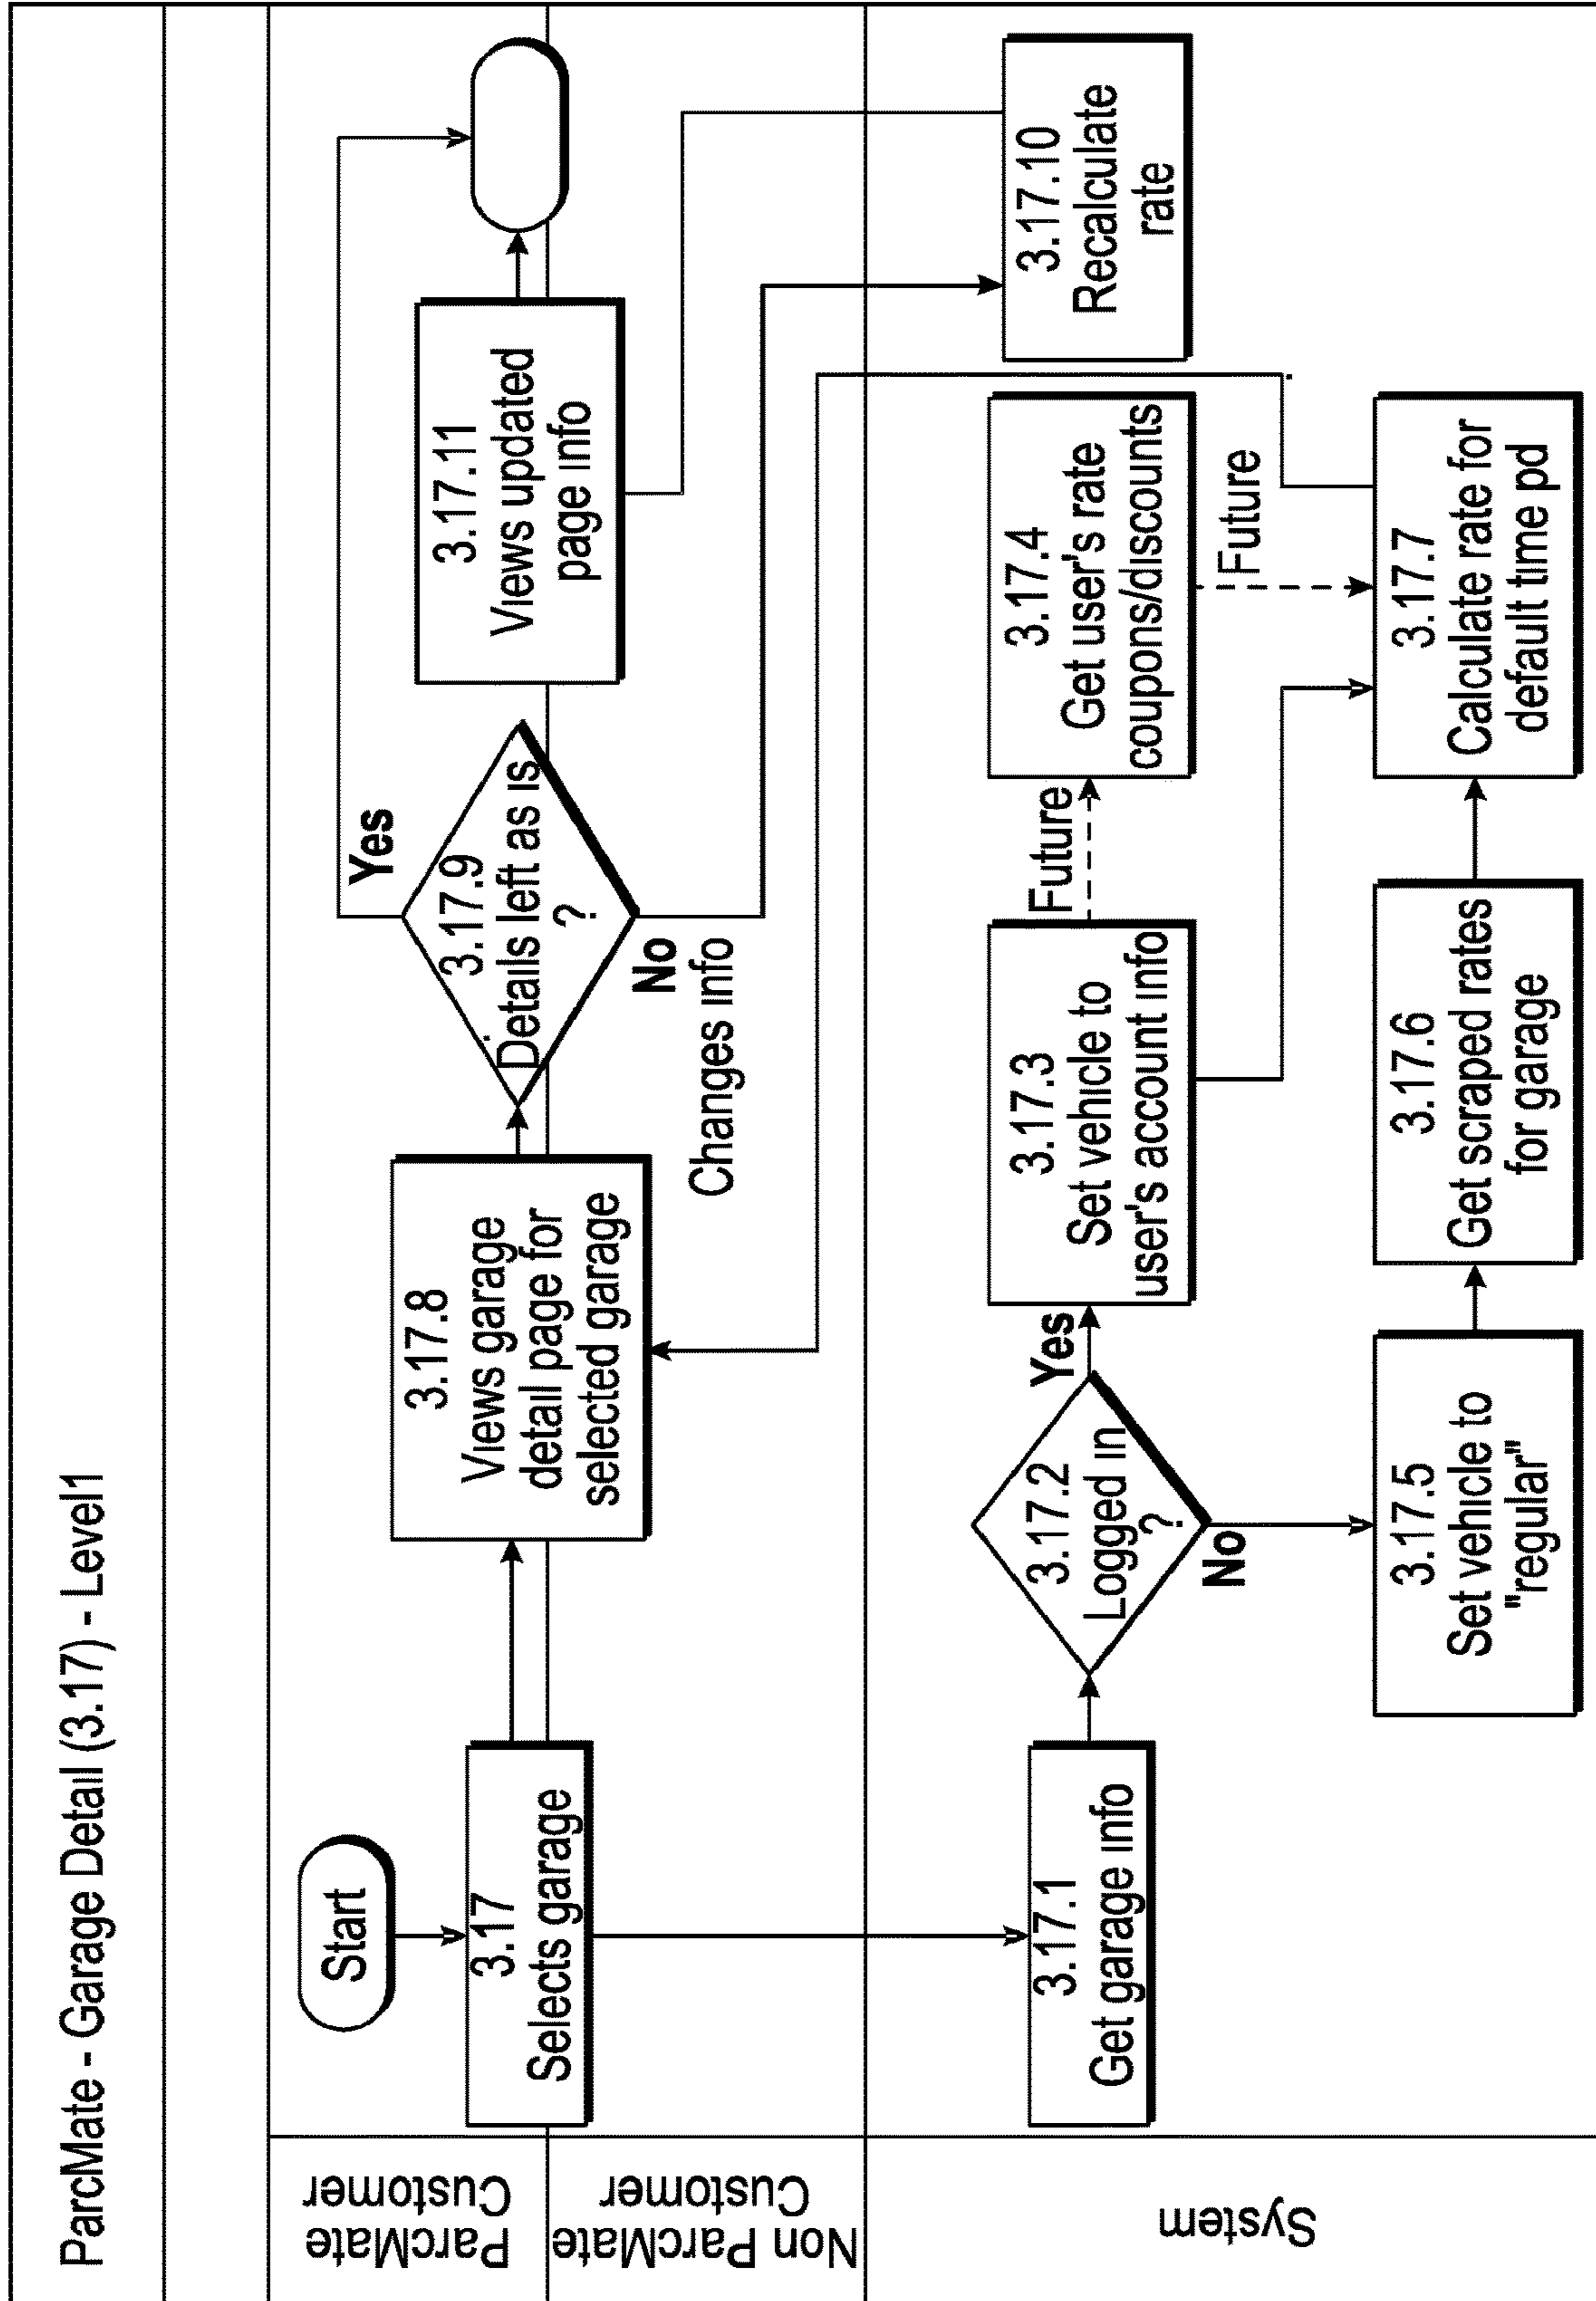 ParcMate - Garage Detail (3.17) - Level1
ParcMate
Customer
Non ParcMate
Customer
System
Start
3.17
Selects garage
3.17.8
Views garage
detail page for
selected garage
3.17.9
Details left as is
?
Yes
No
Changes info
3.17.11
Views updated
page info
3.17.1
Get garage info
3.17.2
Logged in
?
Yes
No
3.17.3
Set vehicle to
user's account info
Future
3.17.4
Get user's rate
coupons/discounts
Future
3.17.10
Recalculate
rate
3.17.5
Set vehicle to
"regular"
3.17.6
Get scraped rates
for garage
3.17.7
Calculate rate for
default time pd